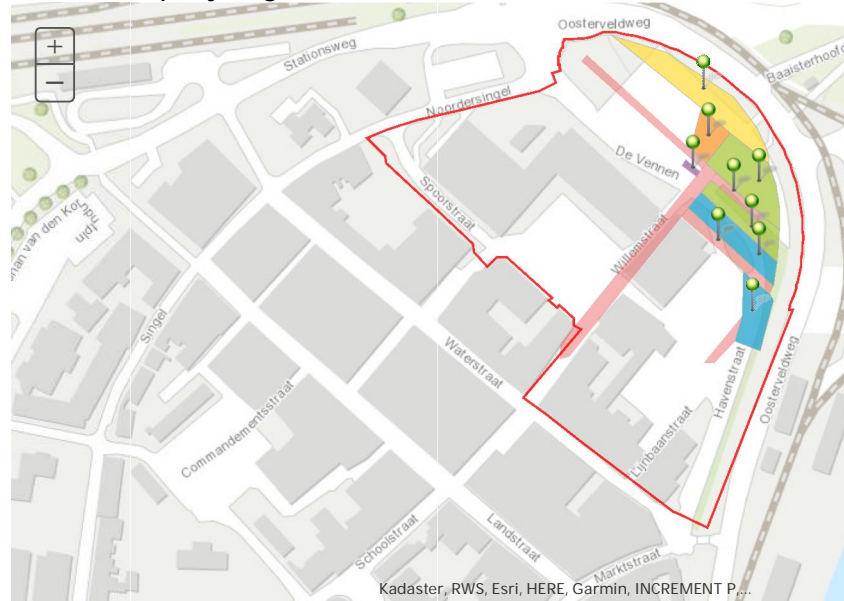 Oosterveldweg
+
−
Stationsweg
Baaisterhoofd
Noordersingel
De Vennen
Spoorstraat
Willemstraat
Singel
Waterstraat
Havenstraat
Oosterveldweg
Commandementsstraat
Lijnbaanstraat
Schoolstraat
Landstraat
Marktstraat
Kadaster, RWS, Esri, HERE, Garmin, INCREMENT P,...